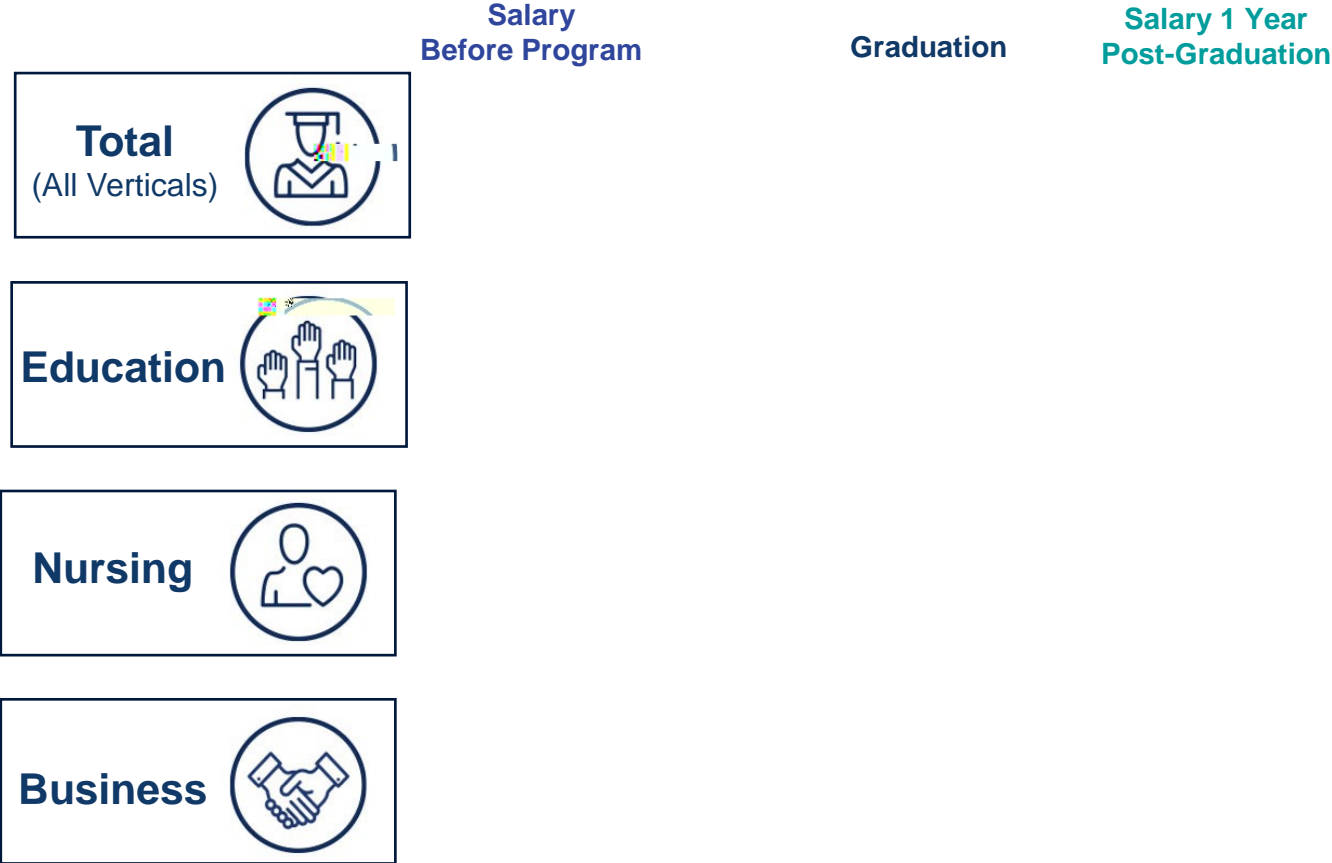 Salary
Before Program
Graduation
Salary 1 Year
Post-Graduation
Total
(All Verticals)
Education
Nursing
Business